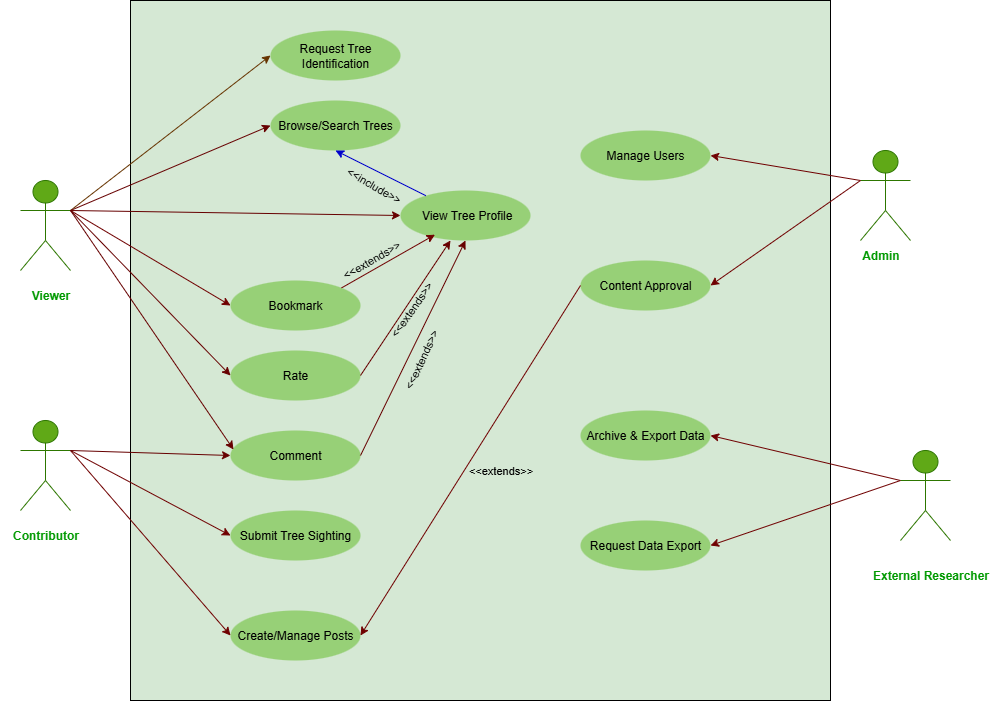 Request Tree
Identification
Browse/Search Trees
Manage Users
<<include>>
View Tree Profile
Viewer
Admin
<<extends>>
Content Approval
Bookmark
<<extends>>
Rate
<<extends>>
Archive & Export Data
Comment
<<extends>>
Contributor
Submit Tree Sighting
Request Data Export
External Researcher
Create/Manage Posts